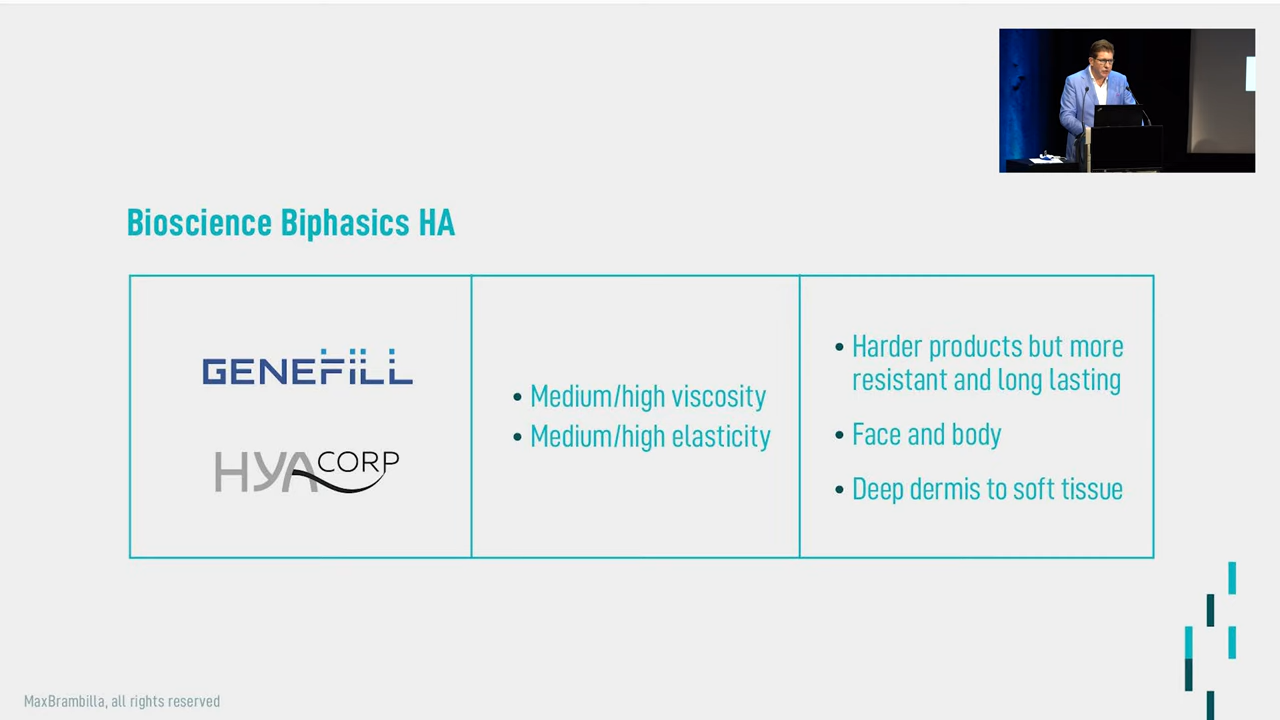 Bioscience Biphasics HA
GENEFILL
HYACORP
• Medium/high viscosity
• Medium/high elasticity
• Harder products but more
resistant and long lasting
• Face and body
• Deep dermis to soft tissue
MaxBrambilla, all rights reserved